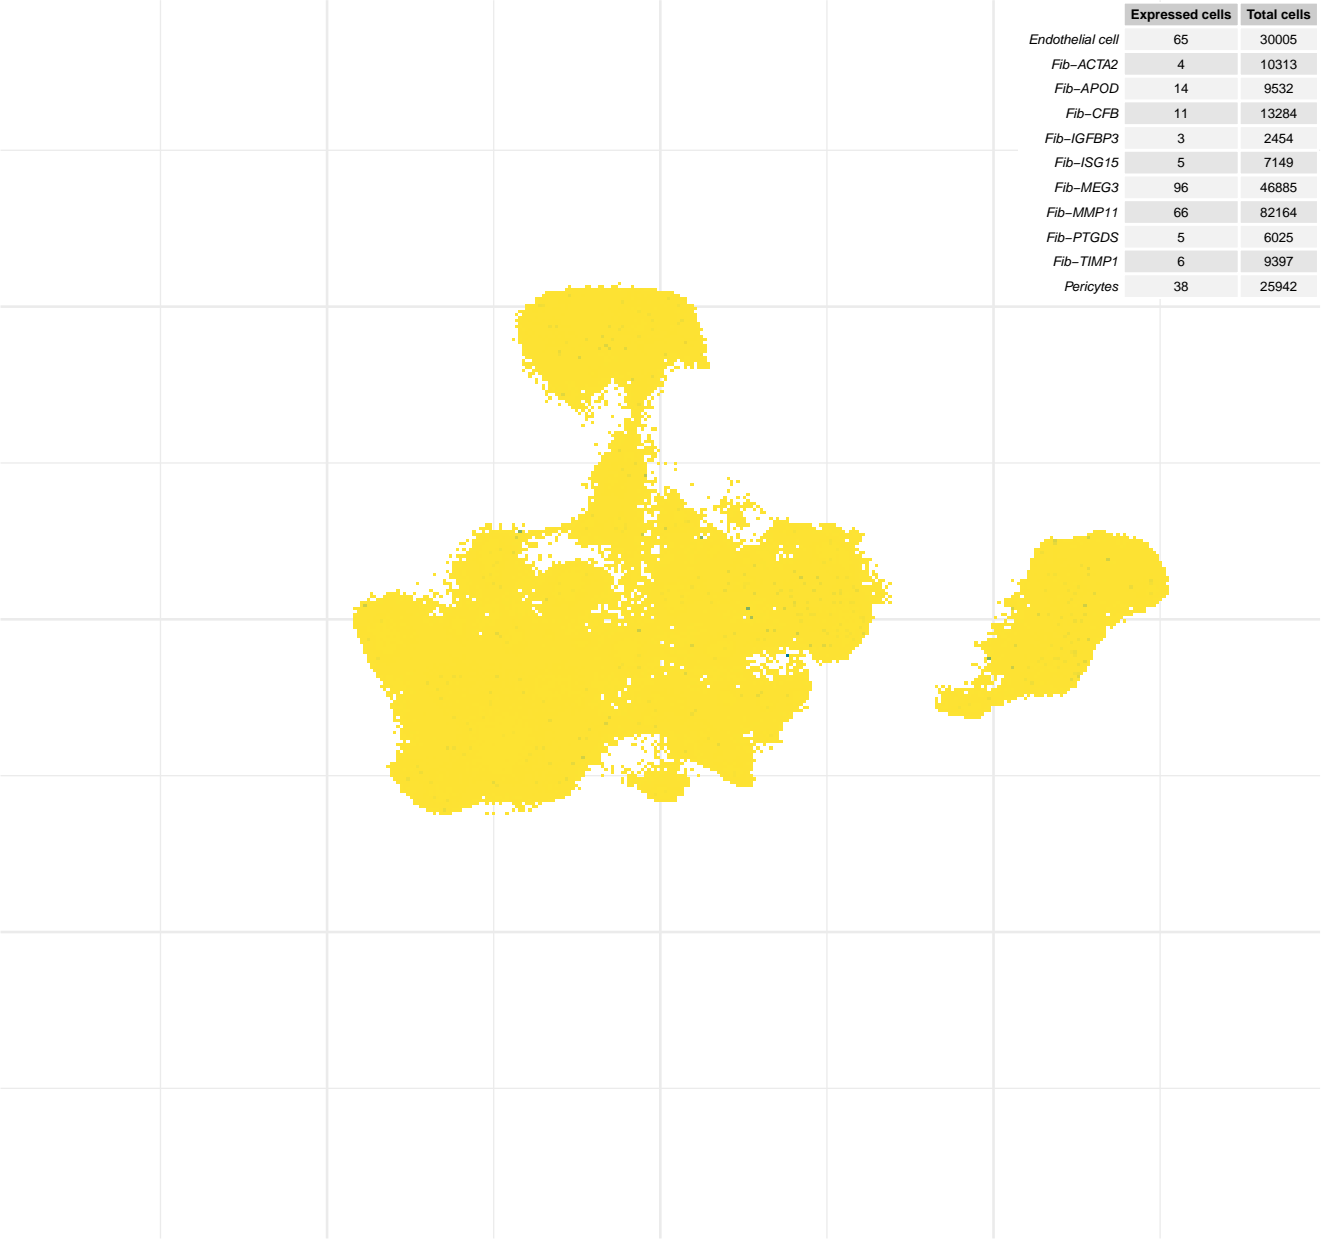 Expressed cells Total cells
Endothelial cell 65 30005
Fib−ACTA2 4 10313
Fib−APOD 14 9532
Fib−CFB 11 13284
Fib−IGFBP3 3 2454
Fib−ISG15 5 7149
Fib−MEG3 96 46885
Fib−MMP11 66 82164
Fib−PTGDS 5 6025
Fib−TIMP1 6 9397
Pericytes 38 25942